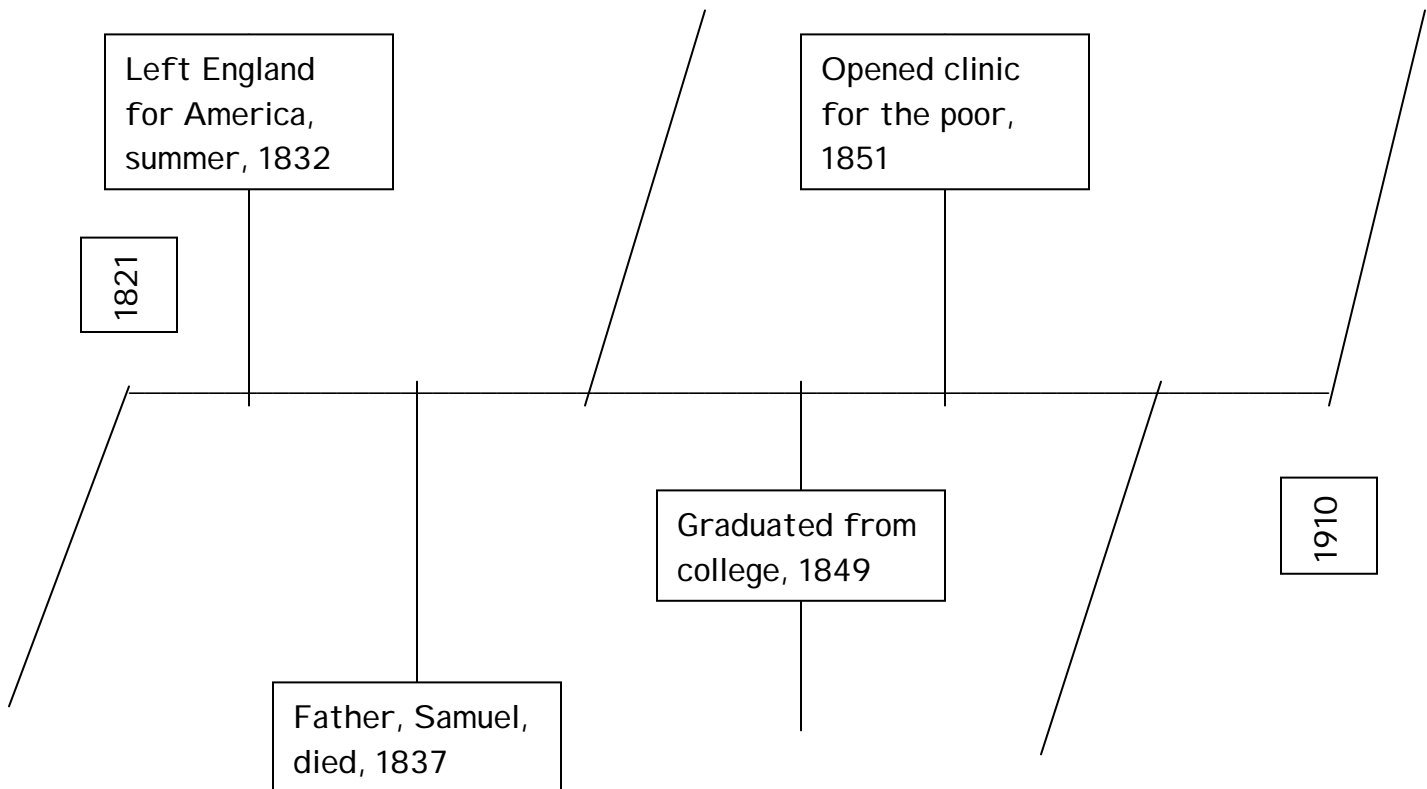 Left England
for America,
summer, 1832
Opened clinic
for the poor,
1851
1821
Graduated from
college, 1849
1910
Father, Samuel,
died, 1837